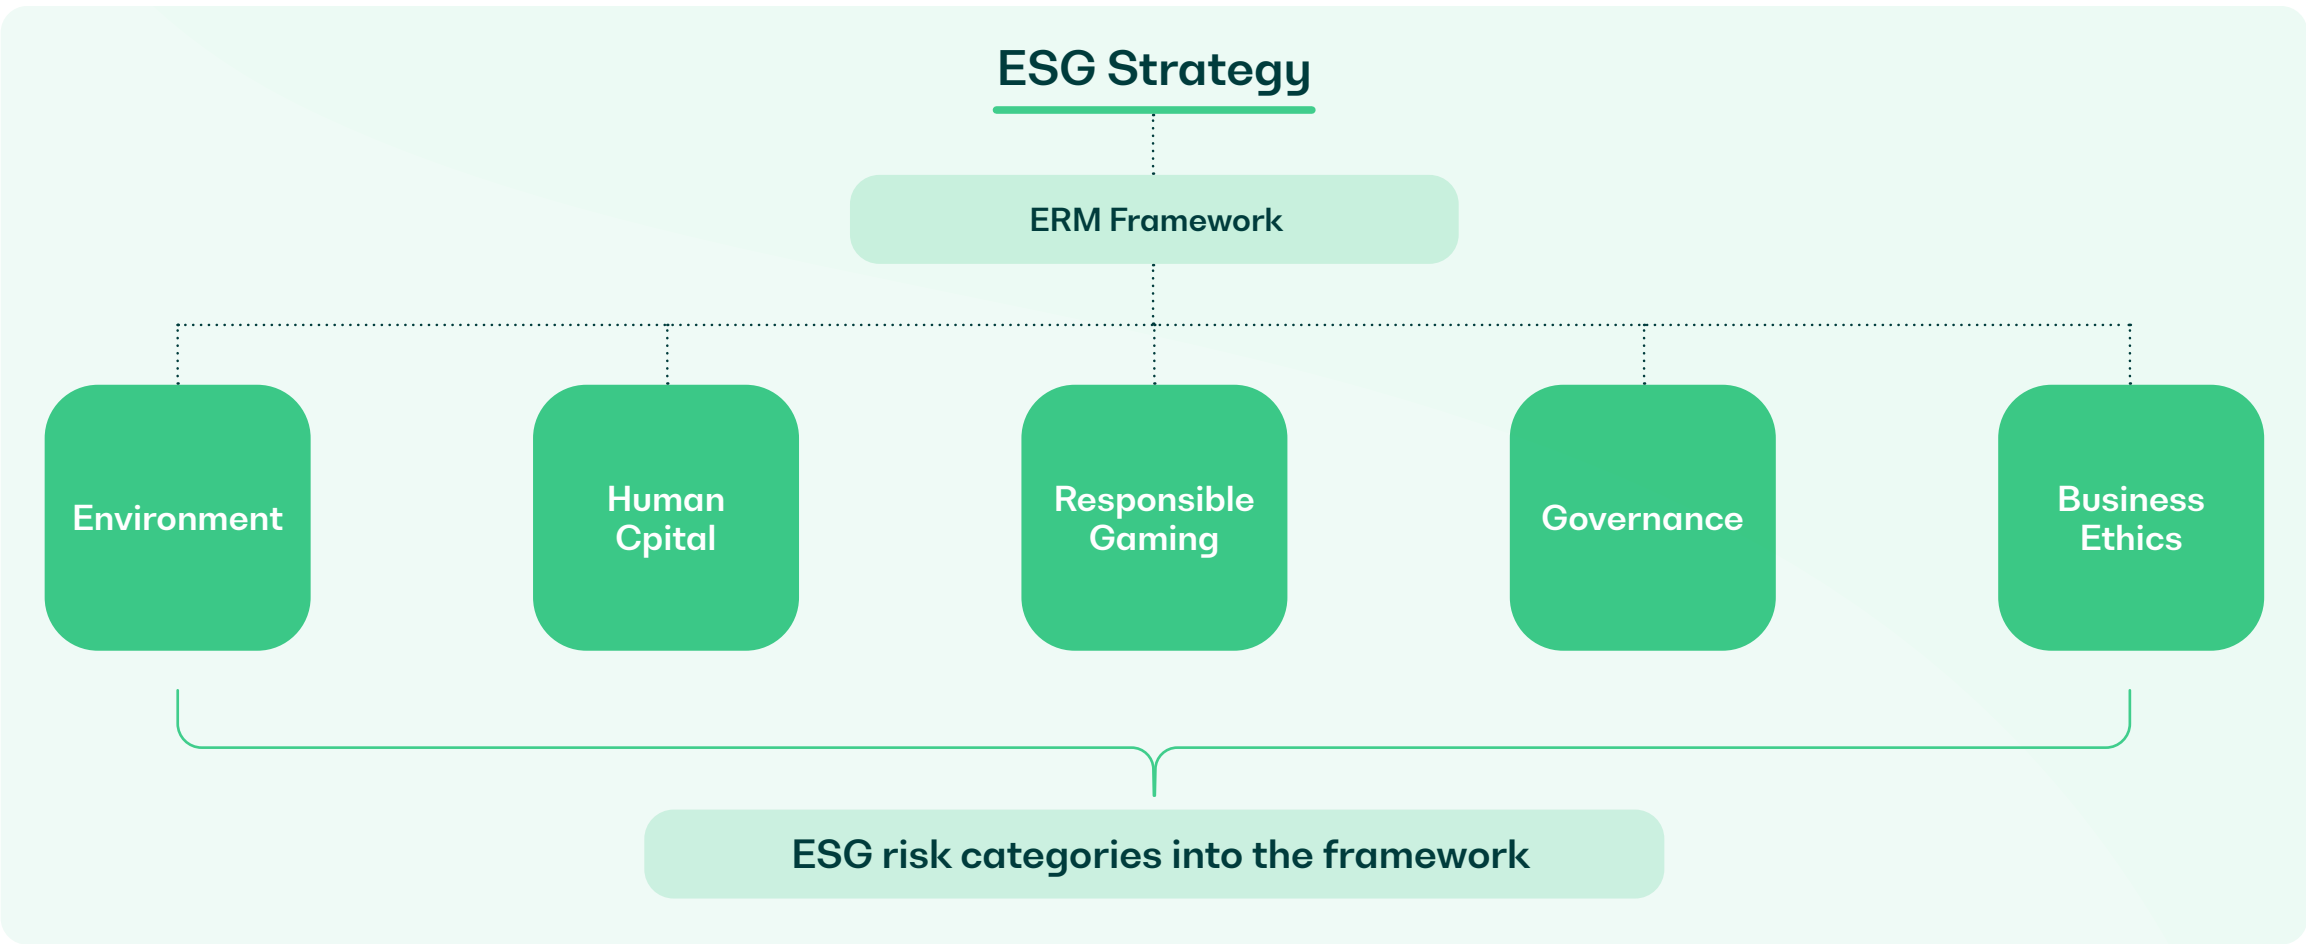 ESG Strategy
ERM Framework
Environment
Human
Cpital
Responsible
Gaming
Governance
Business
Ethics
ESG risk categories into the framework